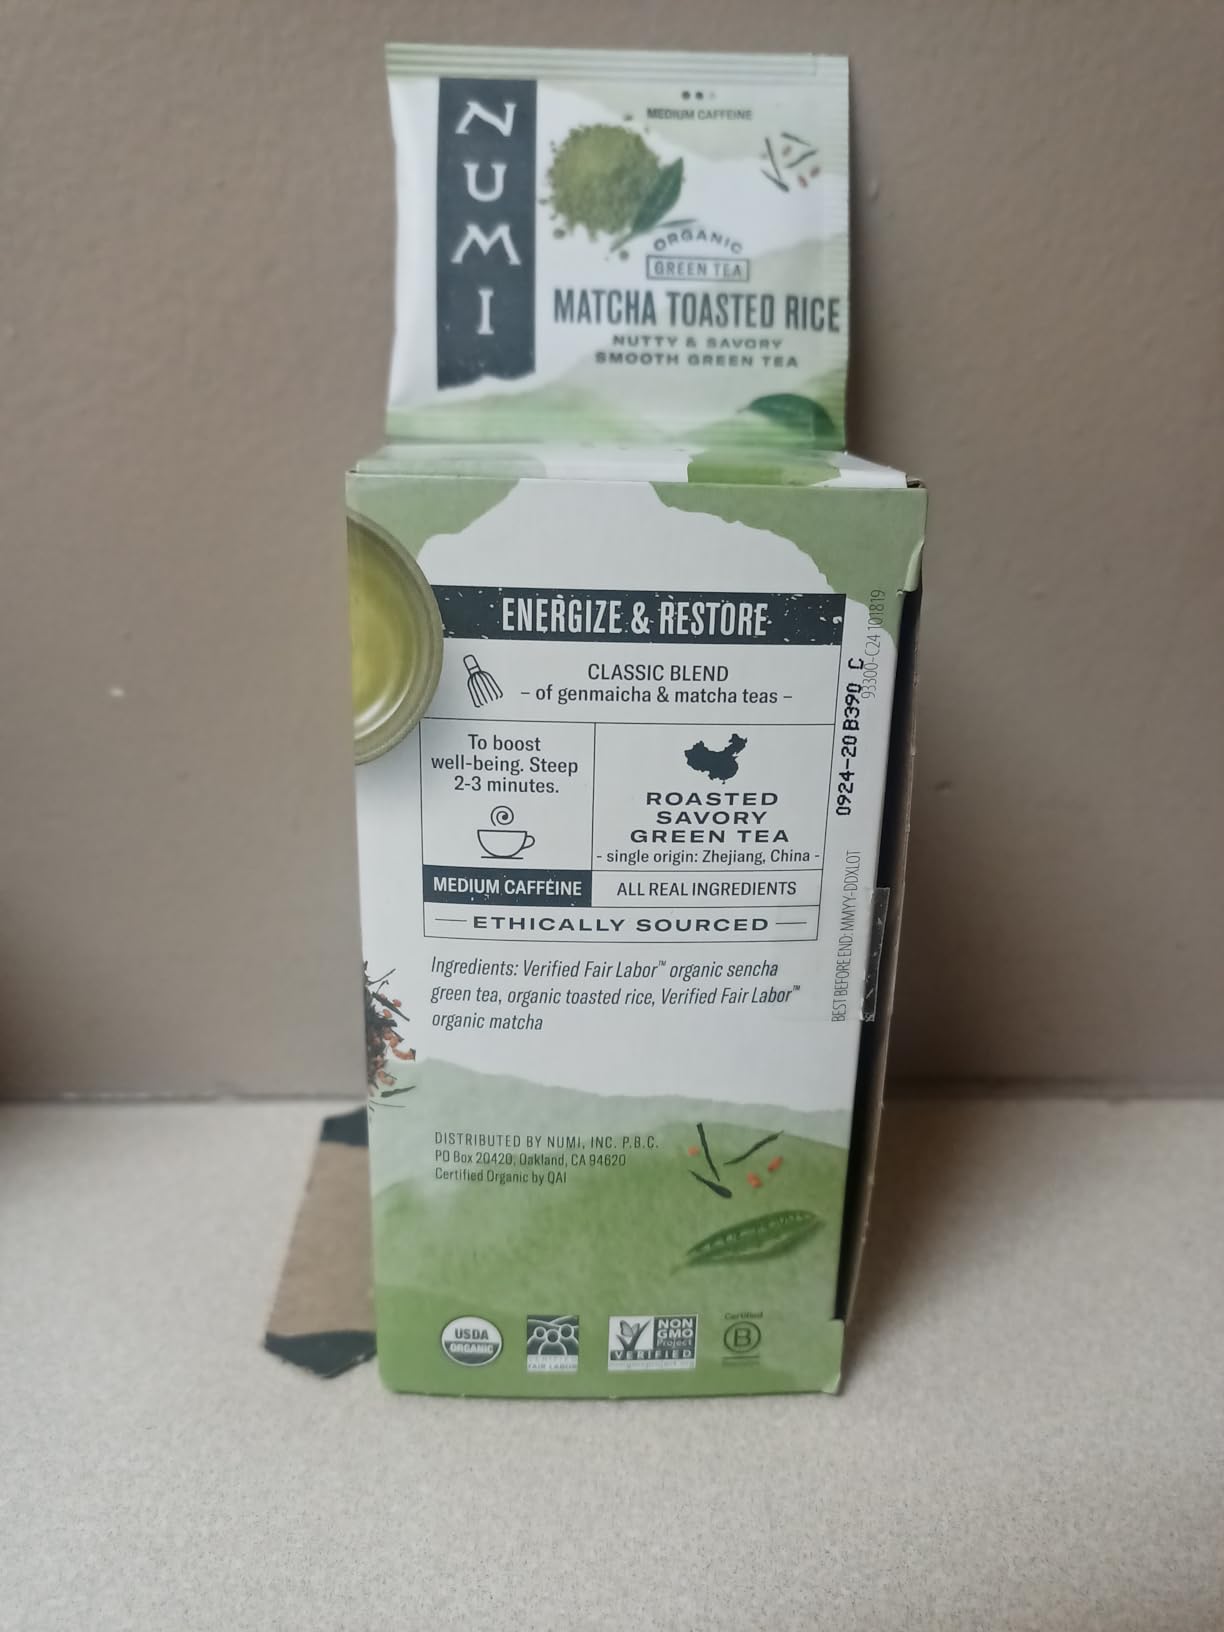 NUMI
MEDIUM CAFFEINE
ORGANIC
GREEN TEA
MATCHA TOASTED RICE
NUTTY & SAVORY
SMOOTH GREEN TEA
ENERGIZE & RESTORE
CLASSIC BLEND
– of genmaicha & matcha teas –
To boost
well-being. Steep
2-3 minutes.
ROASTED
SAVORY
GREEN TEA
- single origin: Zhejiang, China -
MEDIUM CAFFEINE
ALL REAL INGREDIENTS
ETHICALLY SOURCED
Ingredients: Verified Fair Labor™ organic sencha
green tea, organic toasted rice, Verified Fair Labor™
organic matcha
DISTRIBUTED BY NUMI, INC. P.B.C.
PO Box 20420, Oakland, CA 94620
Certified Organic by QAI
USDA
ORGANIC
CERTIFIED
FAIR LABOR
NON
GMO
Project
VERIFIED
nongmoproject.org
Certified
B
93300-C24 101819
0924-20 B390 C
BEST BEFORE END: MMYY-DDXLOT